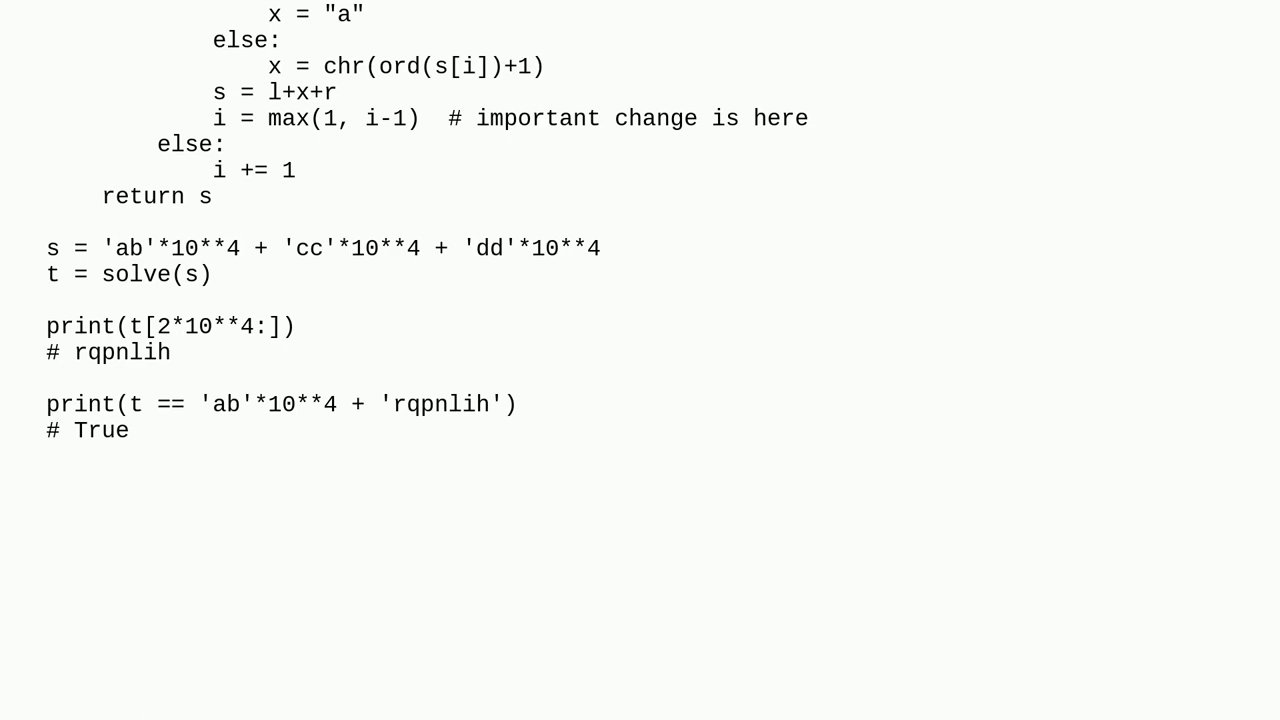 x = "a"
else:
x = chr(ord(s[i])+1)
s = l+x+r
i = max(1, i-1)  # important change is here
else:
i += 1
return s
s = 'ab'*10**4 + 'cc'*10**4 + 'dd'*10**4
t = solve(s)
print(t[2*10**4:])
# rqpnlih
print(t == 'ab'*10**4 + 'rqpnlih')
# True